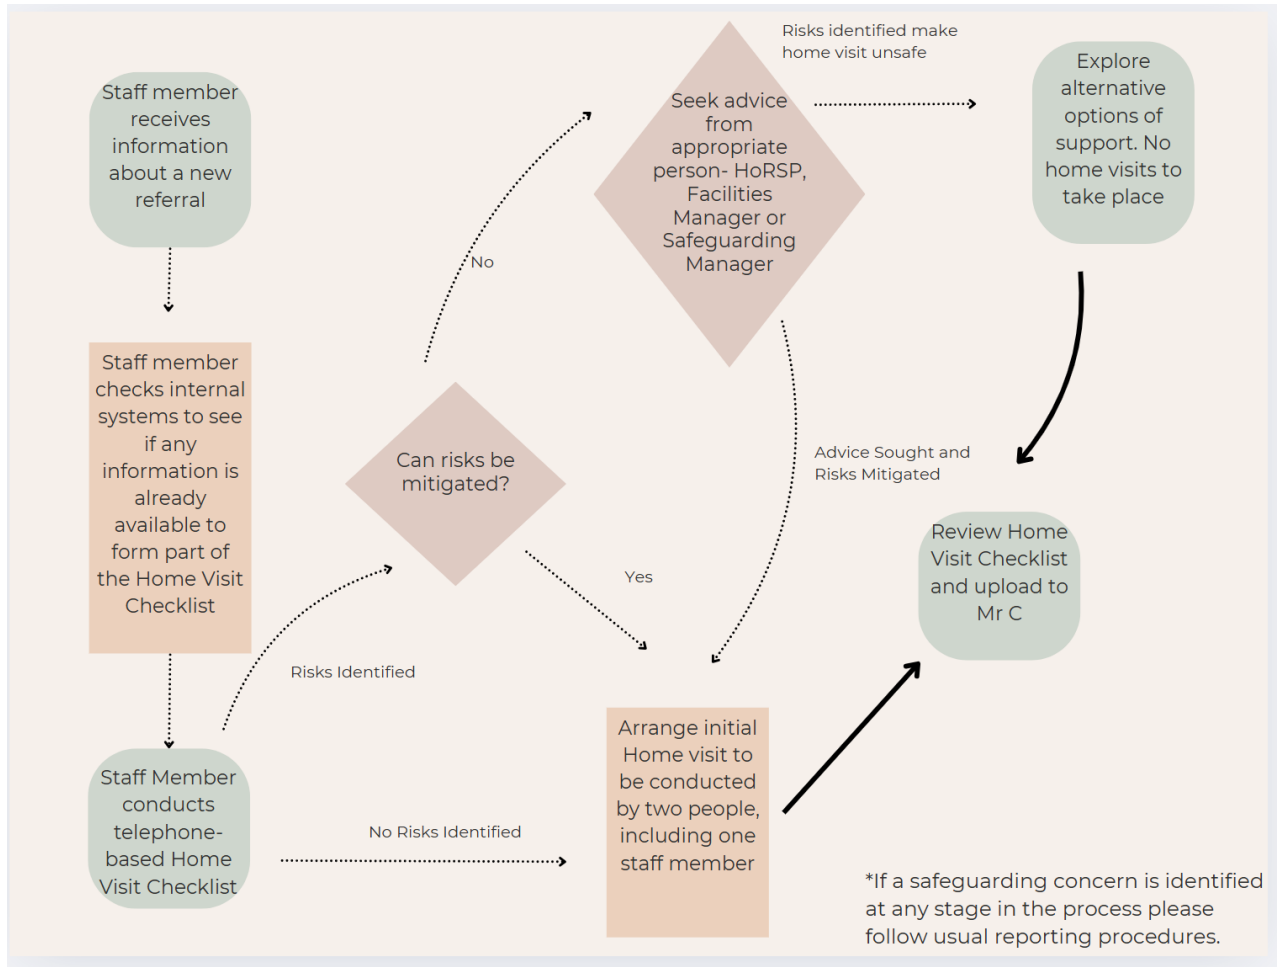 Staff member
receives
information
about a new
referral
Staff member
checks internal
systems to see
if any
information is
already
available to
form part of
the Home Visit
Checklist
Staff Member
conducts
telephone-
based Home
Visit Checklist
Risks Identified
No Risks Identified
Can risks be
mitigated?
No
Yes
Seek advice
from
appropriate
person- HoRSP,
Facilities
Manager or
Safeguarding
Manager
Risks identified make
home visit unsafe
Advice Sought and
Risks Mitigated
Explore
alternative
options of
support. No
home visits to
take place
Arrange initial
Home visit to
be conducted
by two people,
including one
staff member
Review Home
Visit Checklist
and upload to
Mr C
*If a safeguarding concern is identified
at any stage in the process please
follow usual reporting procedures.